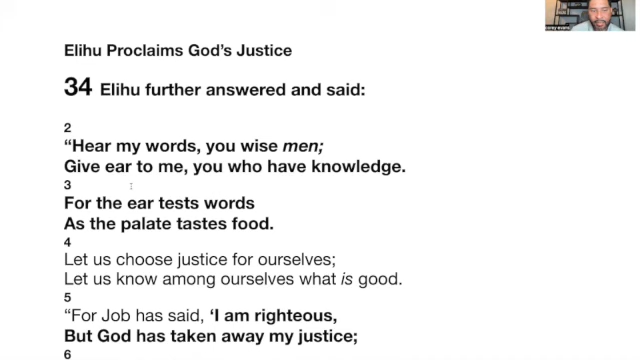 Elihu Proclaims God's Justice
34 Elihu further answered and said:
2
“Hear my words, you wise men;
Give ear to me, you who have knowledge.
3
For the ear tests words
As the palate tastes food.
4
Let us choose justice for ourselves;
Let us know among ourselves what is good.
5
“For Job has said, ‘I am righteous,
But God has taken away my justice;
6